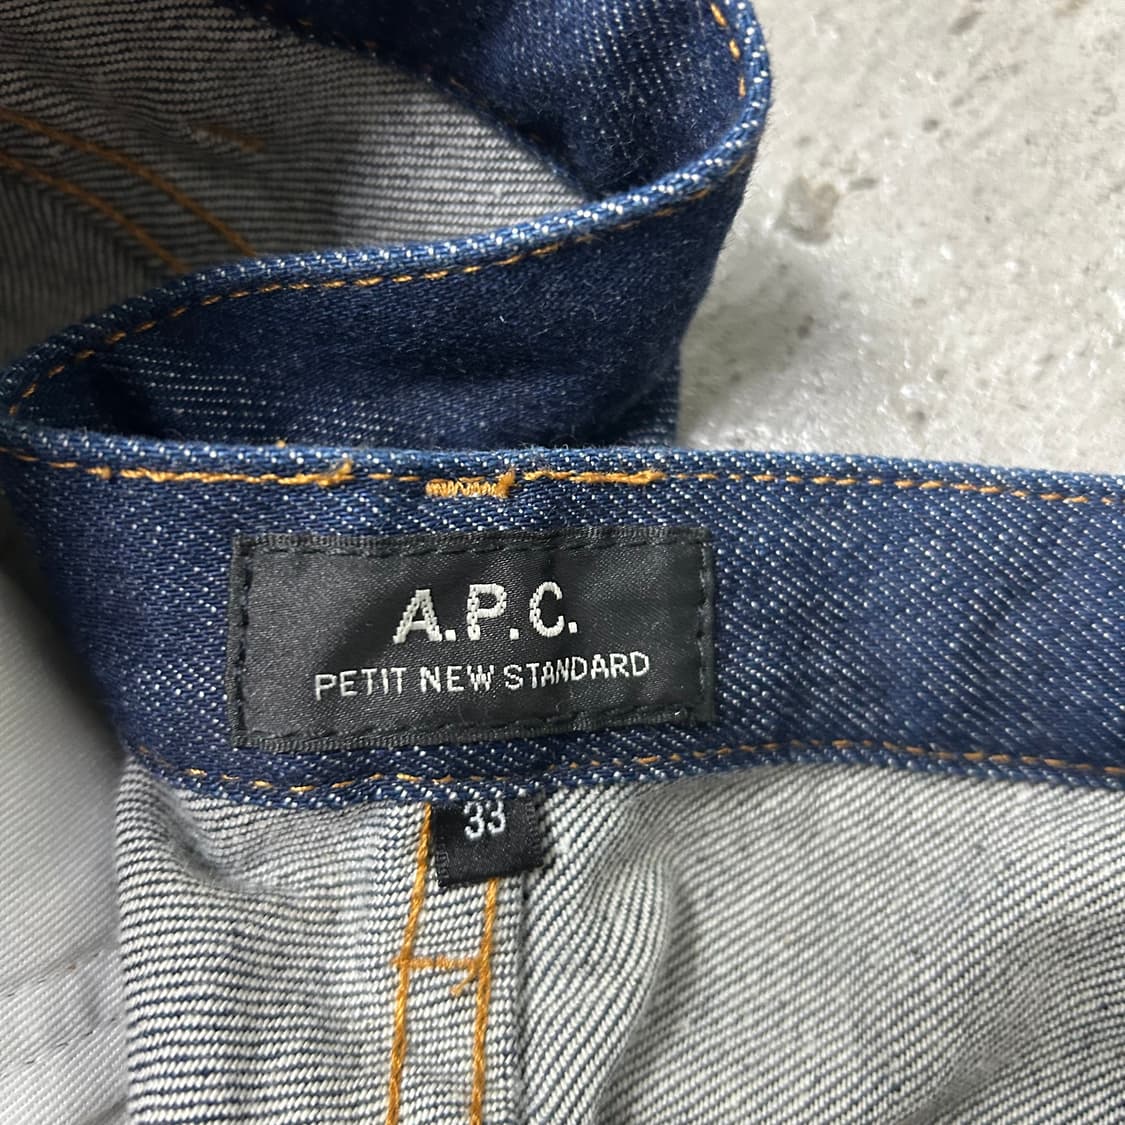 A.P.C.
PETIT NEW STANDARD
33